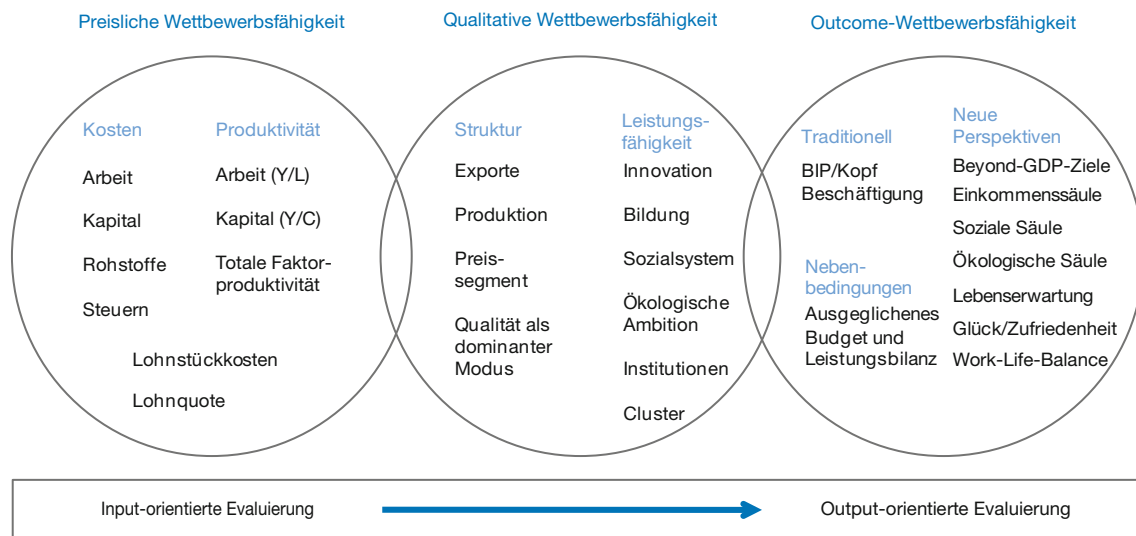 Preisliche Wettbewerbsfähigkeit
Qualitative Wettbewerbsfähigkeit
Outcome-Wettbewerbsfähigkeit
Kosten
Arbeit
Kapital
Rohstoffe
Steuern
Produktivität
Arbeit (Y/L)
Kapital (Y/C)
Totale Faktor-
produktivität
Lohnstückkosten
Lohnquote
Struktur
Exporte
Produktion
Preis-
segment
Qualität als
dominanter
Modus
Leistungs-
fähigkeit
Innovation
Bildung
Sozialsystem
Ökologische
Ambition
Institutionen
Cluster
Traditionell
BIP/Kopf
Beschäftigung
Neben-
bedingungen
Ausgeglichenes
Budget und
Leistungsbilanz
Neue
Perspektiven
Beyond-GDP-Ziele
Einkommenssäule
Soziale Säule
Ökologische Säule
Lebenserwartung
Glück/Zufriedenheit
Work-Life-Balance
Input-orientierte Evaluierung
Output-orientierte Evaluierung